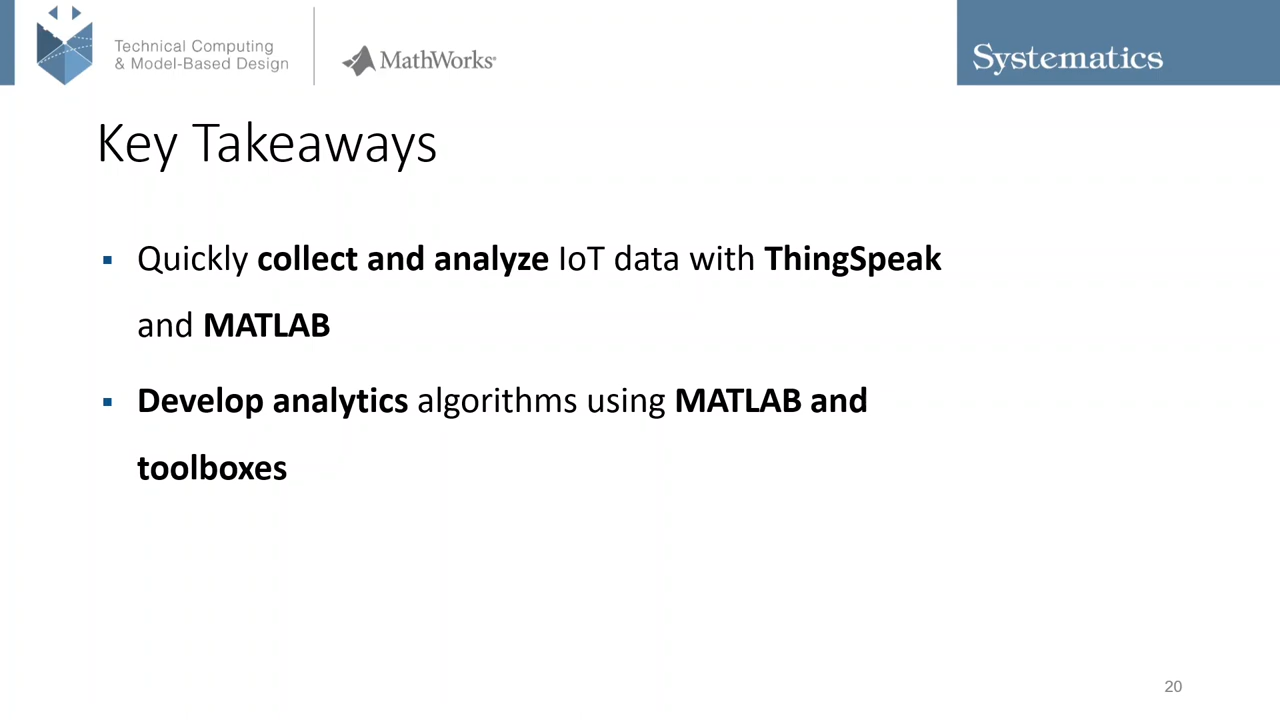 Technical Computing
& Model-Based Design
MathWorks®
Systematics
Key Takeaways
▪ Quickly collect and analyze IoT data with ThingSpeak
and MATLAB
▪ Develop analytics algorithms using MATLAB and
toolboxes
20